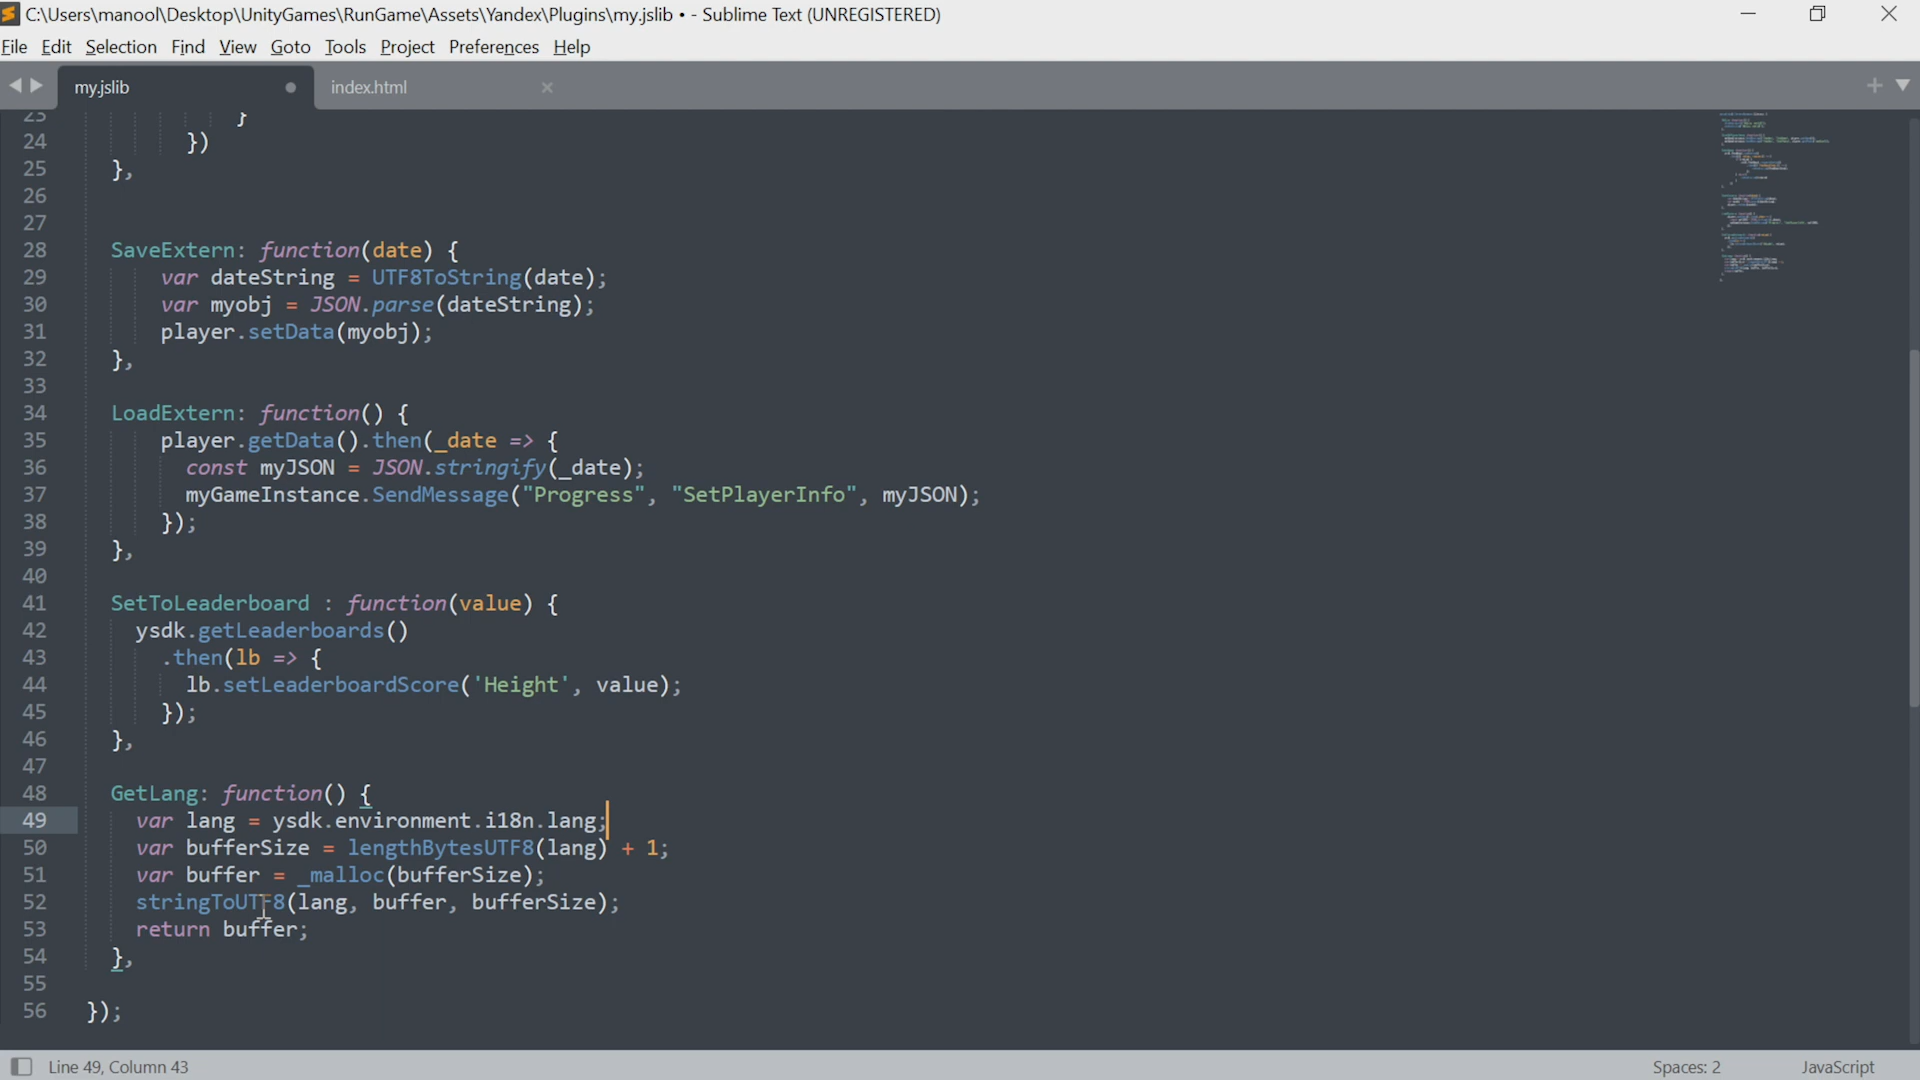 C:\Users\manool\Desktop\UnityGames\RunGame\Assets\Yandex\Plugins\my.jslib • - Sublime Text (UNREGISTERED)
File Edit Selection Find View Goto Tools Project Preferences Help
my.jslib index.html
23 }
24 })
25 },
26
27
28 SaveExtern: function(date) {
29 var dateString = UTF8ToString(date);
30 var myobj = JSON.parse(dateString);
31 player.setData(myobj);
32 },
33
34 LoadExtern: function() {
35 player.getData().then(_date => {
36 const myJSON = JSON.stringify(_date);
37 myGameInstance.SendMessage("Progress", "SetPlayerInfo", myJSON);
38 });
39 },
40
41 SetToLeaderboard : function(value) {
42 ysdk.getLeaderboards()
43 .then(lb => {
44 lb.setLeaderboardScore('Height', value);
45 });
46 },
47
48 GetLang: function() {
49 var lang = ysdk.environment.i18n.lang;
50 var bufferSize = lengthBytesUTF8(lang) + 1;
51 var buffer = _malloc(bufferSize);
52 stringToUTF8(lang, buffer, bufferSize);
53 return buffer;
54 },
55
56 });
Line 49, Column 43 Spaces: 2 JavaScript